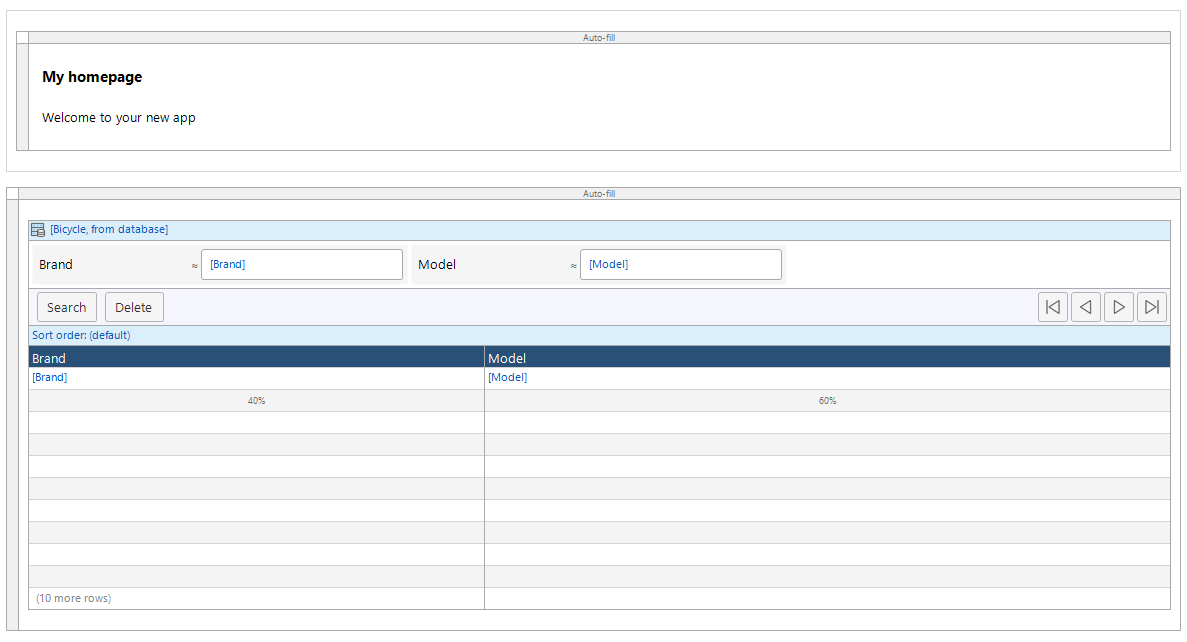 Auto-fill
My homepage
Welcome to your new app
Auto-fill
[Bicycle, from database]
Brand ≈ [Brand] Model ≈ [Model]
Search Delete
Sort order: (default)
Brand Model
[Brand] [Model]
40% 60%
(10 more rows)